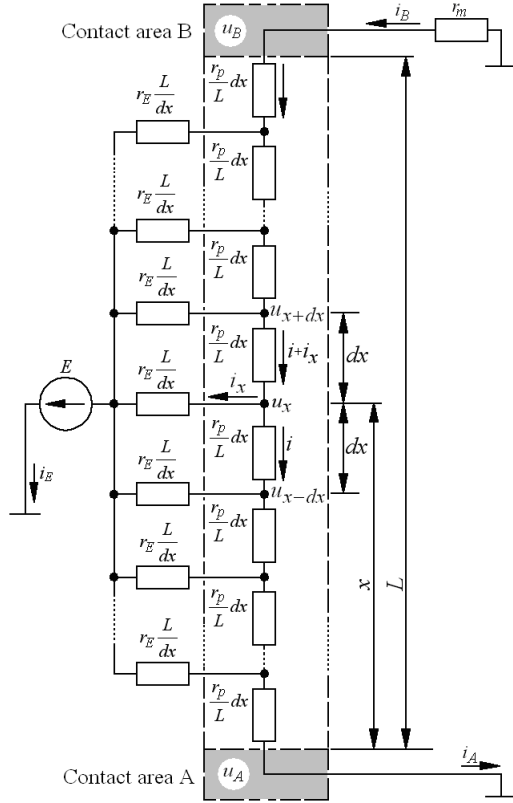 Contact area B
u_B
i_B
r_m
r_p/L dx
r_E L/dx
r_p/L dx
r_E L/dx
r_p/L dx
r_E L/dx
u_{x+dx}
r_p/L dx
i+i_x
dx
E
r_E L/dx
i_x
u_x
i_E
r_p/L dx
i
dx
r_E L/dx
u_{x-dx}
r_p/L dx
r_E L/dx
r_p/L dx
x
L
r_E L/dx
r_p/L dx
Contact area A
u_A
i_A